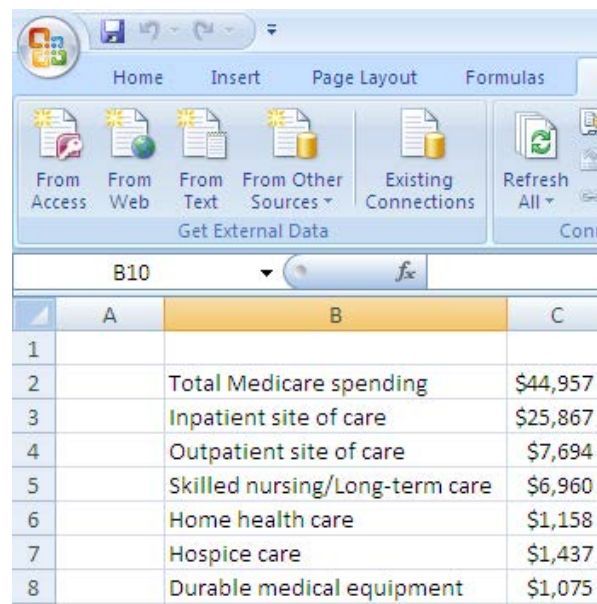 Home Insert Page Layout Formulas
From Access From Web From Text From Other Sources Existing Connections Refresh All
Get External Data
B10 fx
A B C
1
2 Total Medicare spending $44,957
3 Inpatient site of care $25,867
4 Outpatient site of care $7,694
5 Skilled nursing/Long-term care $6,960
6 Home health care $1,158
7 Hospice care $1,437
8 Durable medical equipment $1,075